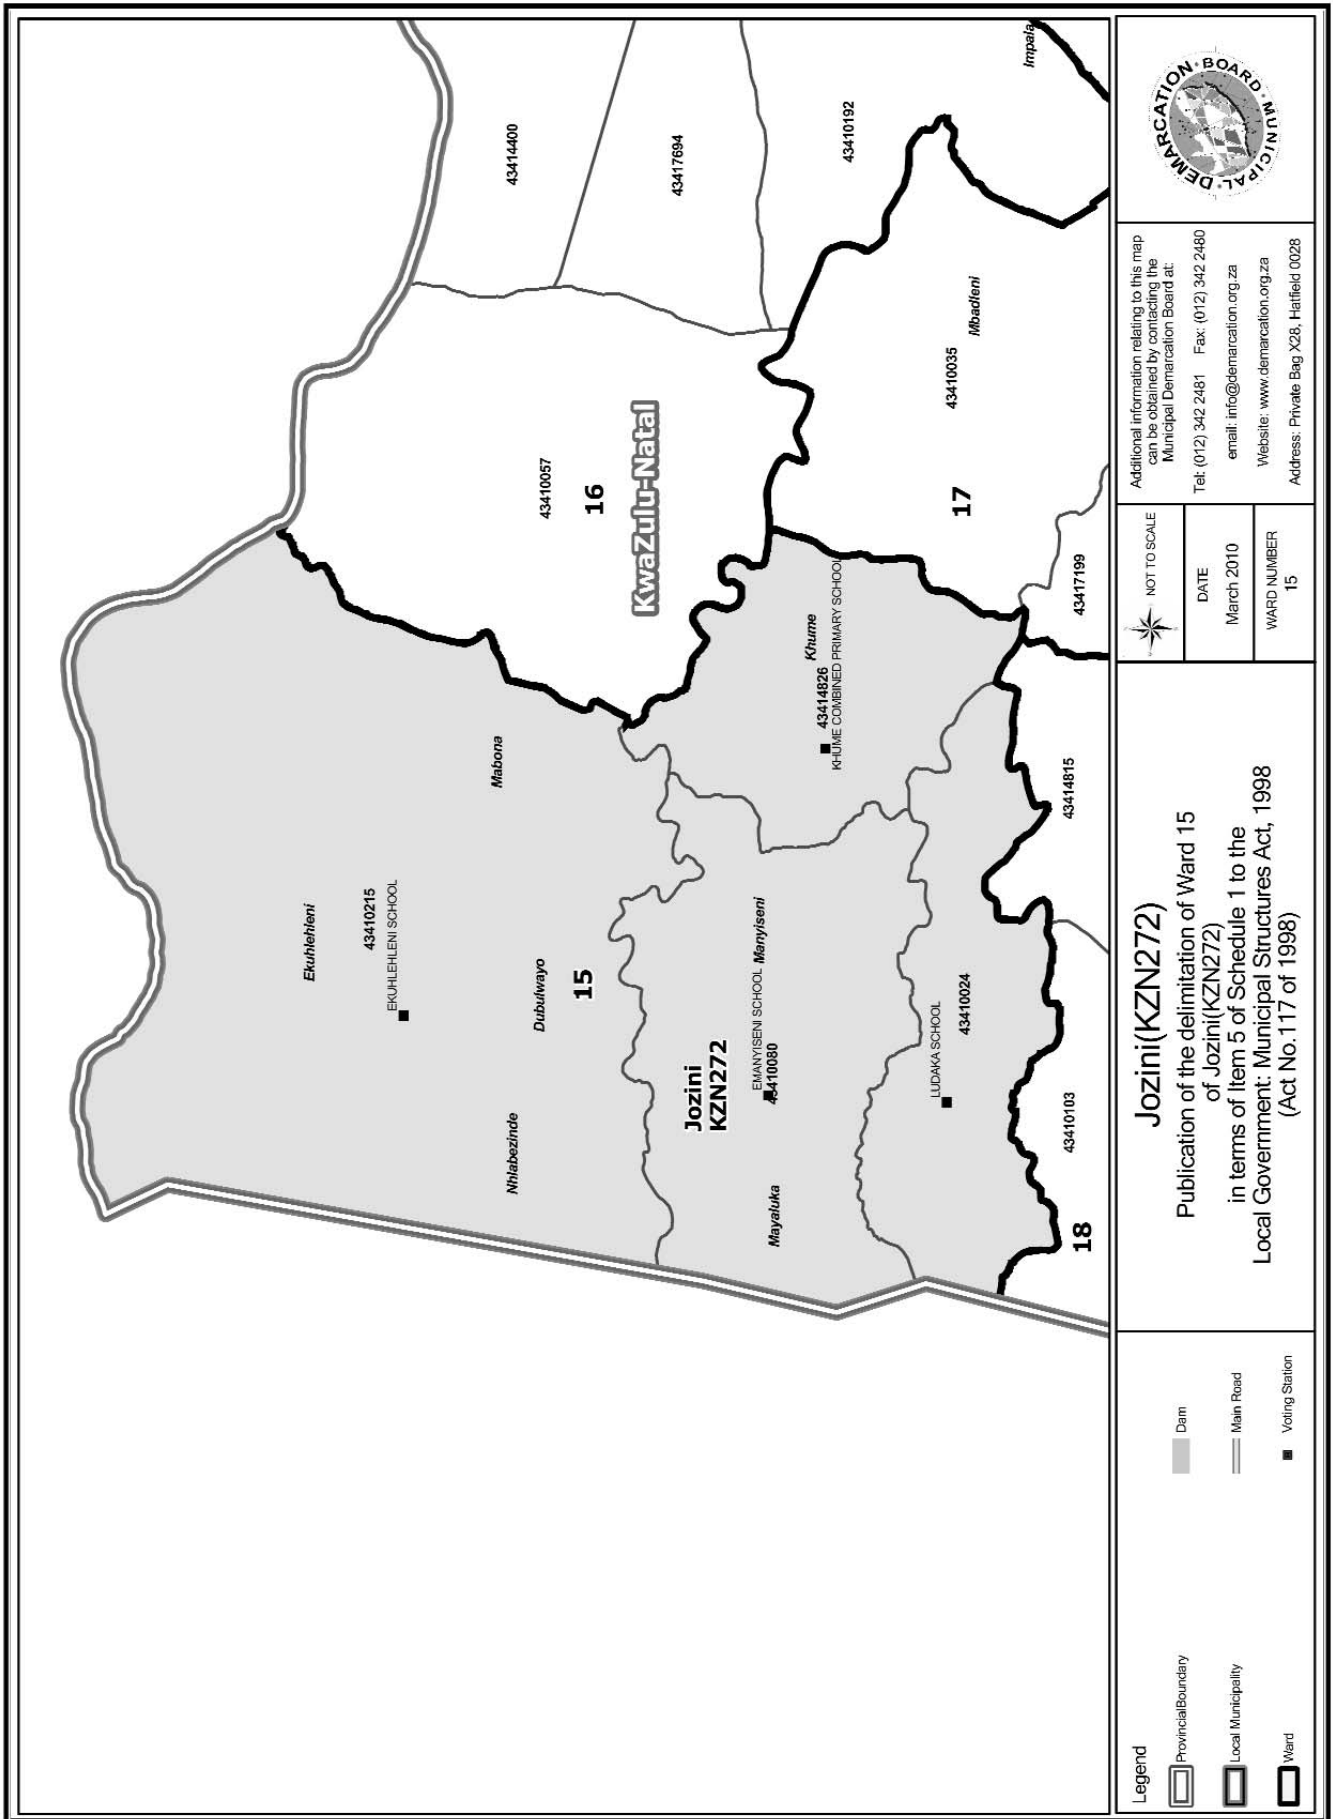 43414400
43417694
43410192
Impala
43410057
16
KwaZulu-Natal
43410035
Mbadleni
17
43417199
Ekuhlehleni
43410215
EKUHLEHLENI SCHOOL
Mabona
Dubulwayo
15
Nhlabezinde
Jozini
KZN272
EMANYISENI SCHOOL
Manyiseni
43410080
Mayaluka
Khume
43414826
KHUME COMBINED PRIMARY SCHOOL
LUDAKA SCHOOL
43410024
43414815
43410103
18
Legend
ProvincialBoundary
Local Municipality
Ward
Dam
Main Road
Voting Station
Jozini(KZN272)
Publication of the delimitation of Ward 15
of Jozini(KZN272)
in terms of Item 5 of Schedule 1 to the
Local Government: Municipal Structures Act, 1998
(Act No.117 of 1998)
NOT TO SCALE
DATE
March 2010
WARD NUMBER
15
Additional information relating to this map
can be obtained by contacting the
Municipal Demarcation Board at:
Tel: (012) 342 2481 Fax: (012) 342 2480
email: info@demarcation.org.za
Website: www.demarcation.org.za
Address: Private Bag X28, Hatfield 0028
MUNICIPAL · DEMARCATION · BOARD